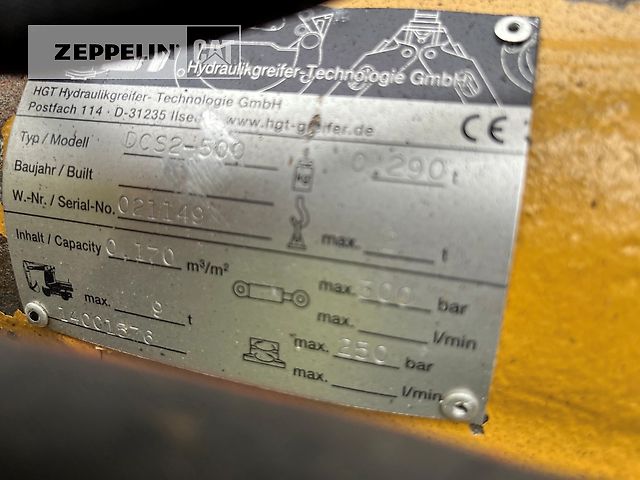 ZEPPELIN CAT
Hydraulikgreifer-Technologie GmbH
HGT Hydraulikgreifer- Technologie GmbH
Postfach 114 · D-31235 Ilsede www.hgt-greifer.de
CE
Typ / Modell DCS2-500
0.290 t
Baujahr / Built
kg
W.-Nr. / Serial-No. 021149
max. t
Inhalt / Capacity 0,170 m³/m²
max. 300 bar
max. 9 t
max. l/min
14001876
max. 250 bar
max. l/min